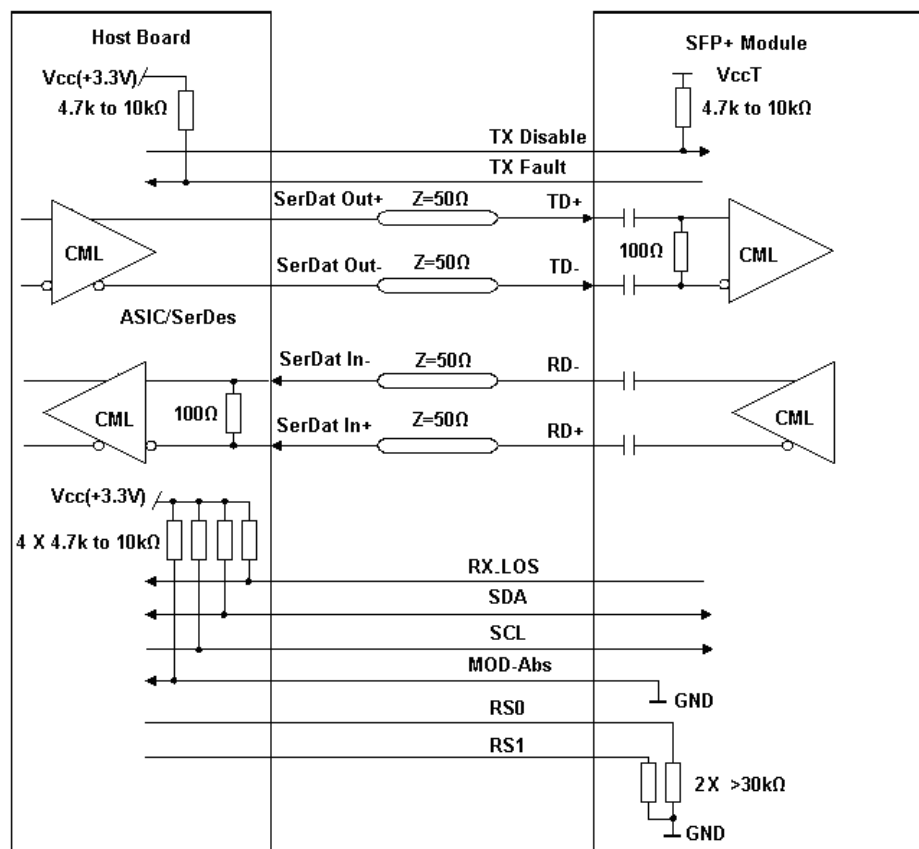 Host Board
SFP+ Module
Vcc(+3.3V)
VccT
4.7k to 10kΩ
4.7k to 10kΩ
TX Disable
TX Fault
SerDat Out+
Z=50Ω
TD+
CML
100Ω
CML
SerDat Out-
Z=50Ω
TD-
ASIC/SerDes
SerDat In-
Z=50Ω
RD-
CML
100Ω
CML
SerDat In+
Z=50Ω
RD+
Vcc(+3.3V)
4 X 4.7k to 10kΩ
RX_LOS
SDA
SCL
MOD-Abs
GND
RS0
RS1
2X >30kΩ
GND